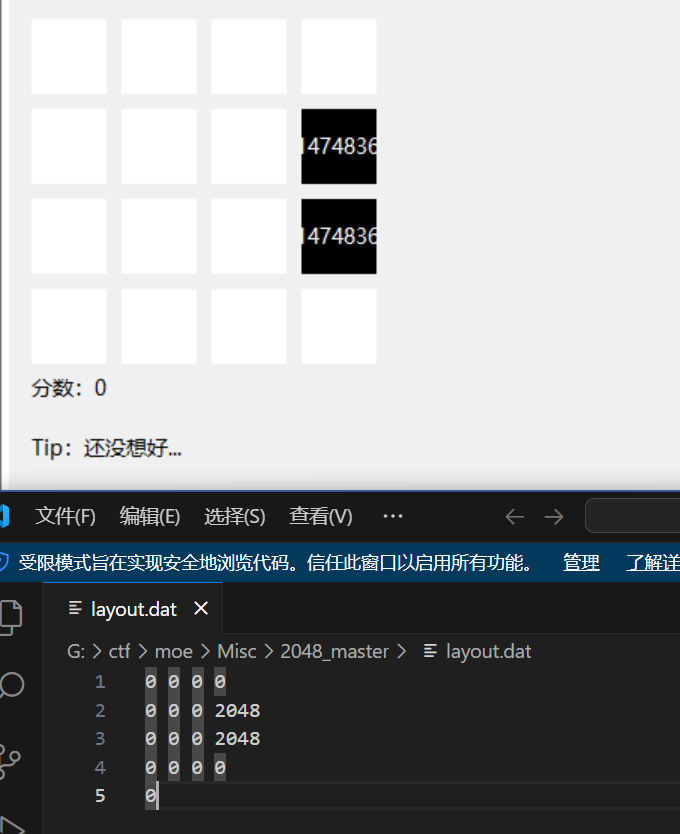 1474836
1474836
分数：0
Tip：还没想好...
文件(F) 编辑(E) 选择(S) 查看(V) ···
受限模式旨在实现安全地浏览代码。信任此窗口以启用所有功能。 管理 了解详
layout.dat
G: > ctf > moe > Misc > 2048_master > layout.dat
1 0 0 0 0
2 0 0 0 2048
3 0 0 0 2048
4 0 0 0 0
5 0